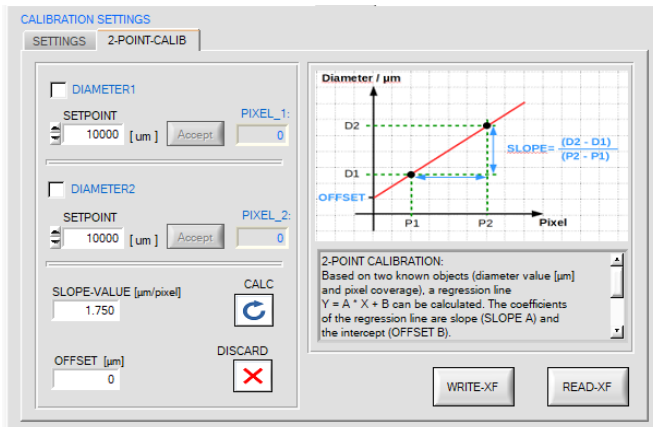 CALIBRATION SETTINGS
SETTINGS 2-POINT-CALIB
DIAMETER1
SETPOINT PIXEL_1:
10000 [ um ] Accept 0
DIAMETER2
SETPOINT PIXEL_2:
10000 [ um ] Accept 0
SLOPE-VALUE [µm/pixel] CALC
1.750
OFFSET [µm] DISCARD
0
Diameter / µm
D2
SLOPE= (D2 - D1)
(P2 - P1)
D1
OFFSET
P1 P2 Pixel
2-POINT CALIBRATION:
Based on two known objects (diameter value [µm]
and pixel coverage), a regression line
Y = A * X + B can be calculated. The coefficients
of the regression line are slope (SLOPE A) and
the intercept (OFFSET B).
WRITE-XF READ-XF